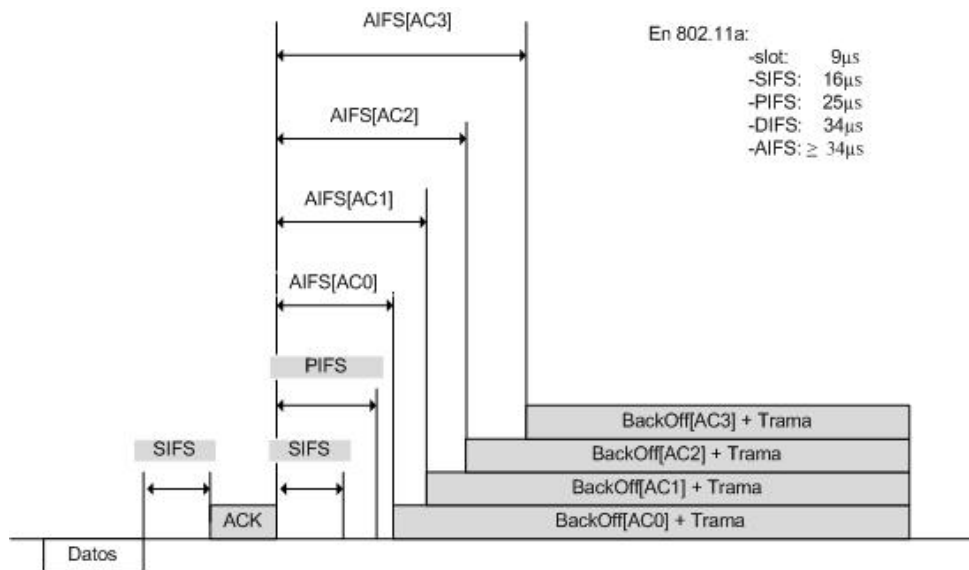 AIFS[AC3]
En 802.11a:
-slot: 9µs
-SIFS: 16µs
-PIFS: 25µs
-DIFS: 34µs
-AIFS: ≥ 34µs
AIFS[AC2]
AIFS[AC1]
AIFS[AC0]
PIFS
BackOff[AC3] + Trama
SIFS
SIFS
BackOff[AC2] + Trama
BackOff[AC1] + Trama
ACK
BackOff[AC0] + Trama
Datos